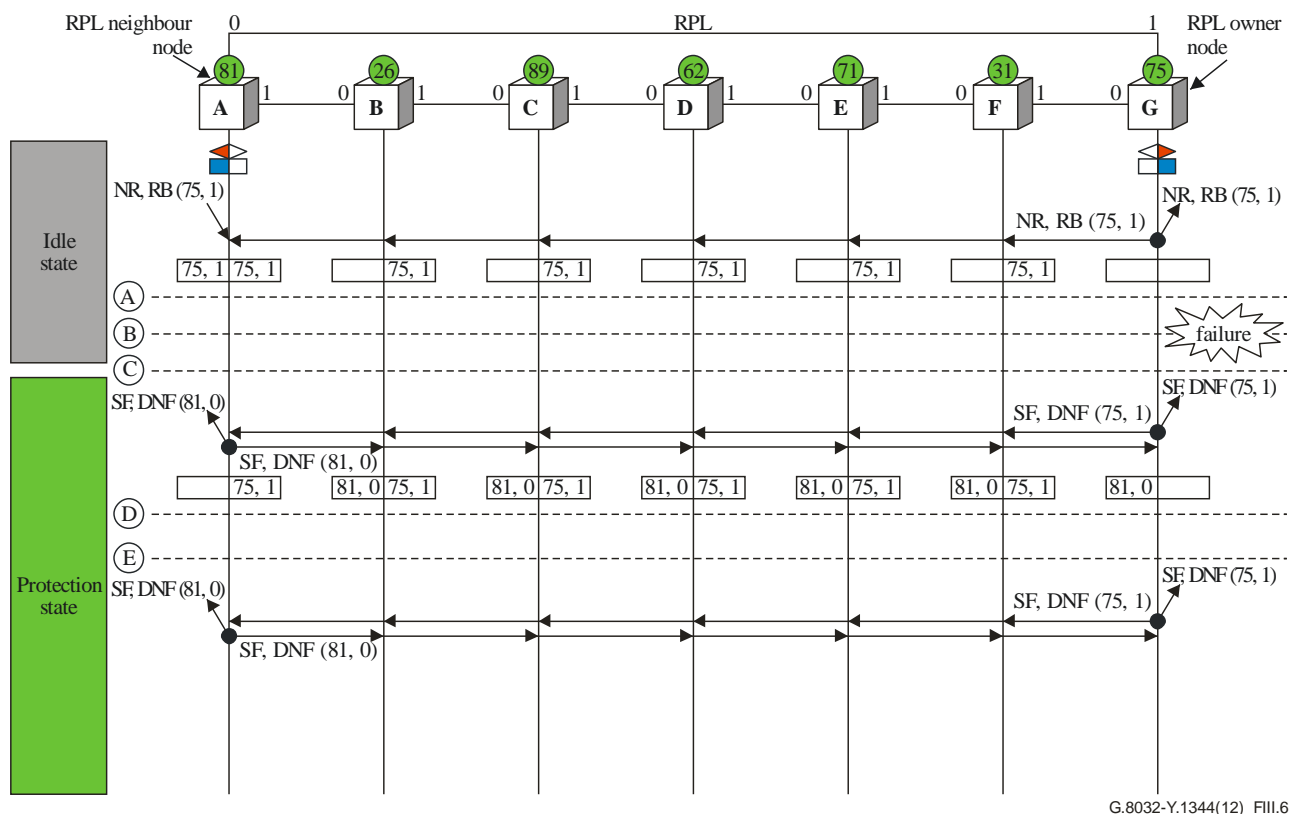 RPL neighbour node
0
RPL
1
RPL owner node
81 26 89 62 71 31 75
A 1 0 B 1 0 C 1 0 D 1 0 E 1 0 F 1 0 G
NR, RB (75, 1)
NR, RB (75, 1)
NR, RB (75, 1)
Idle state
75, 1 75, 1 75, 1 75, 1 75, 1 75, 1 75, 1
A
B
failure
C
SF, DNF (81, 0)
SF, DNF (75, 1)
SF, DNF (75, 1)
SF, DNF (81, 0)
75, 1 81, 0 75, 1 81, 0 75, 1 81, 0 75, 1 81, 0 75, 1 81, 0 75, 1 81, 0
D
E
Protection state
SF, DNF (81, 0)
SF, DNF (75, 1)
SF, DNF (75, 1)
SF, DNF (81, 0)
G.8032-Y.1344(12)_FIII.6